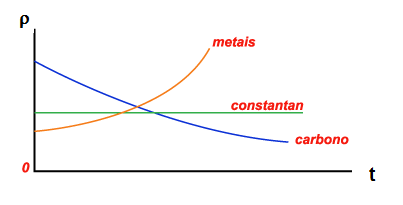 ρ
metais
constantan
carbono
0
t